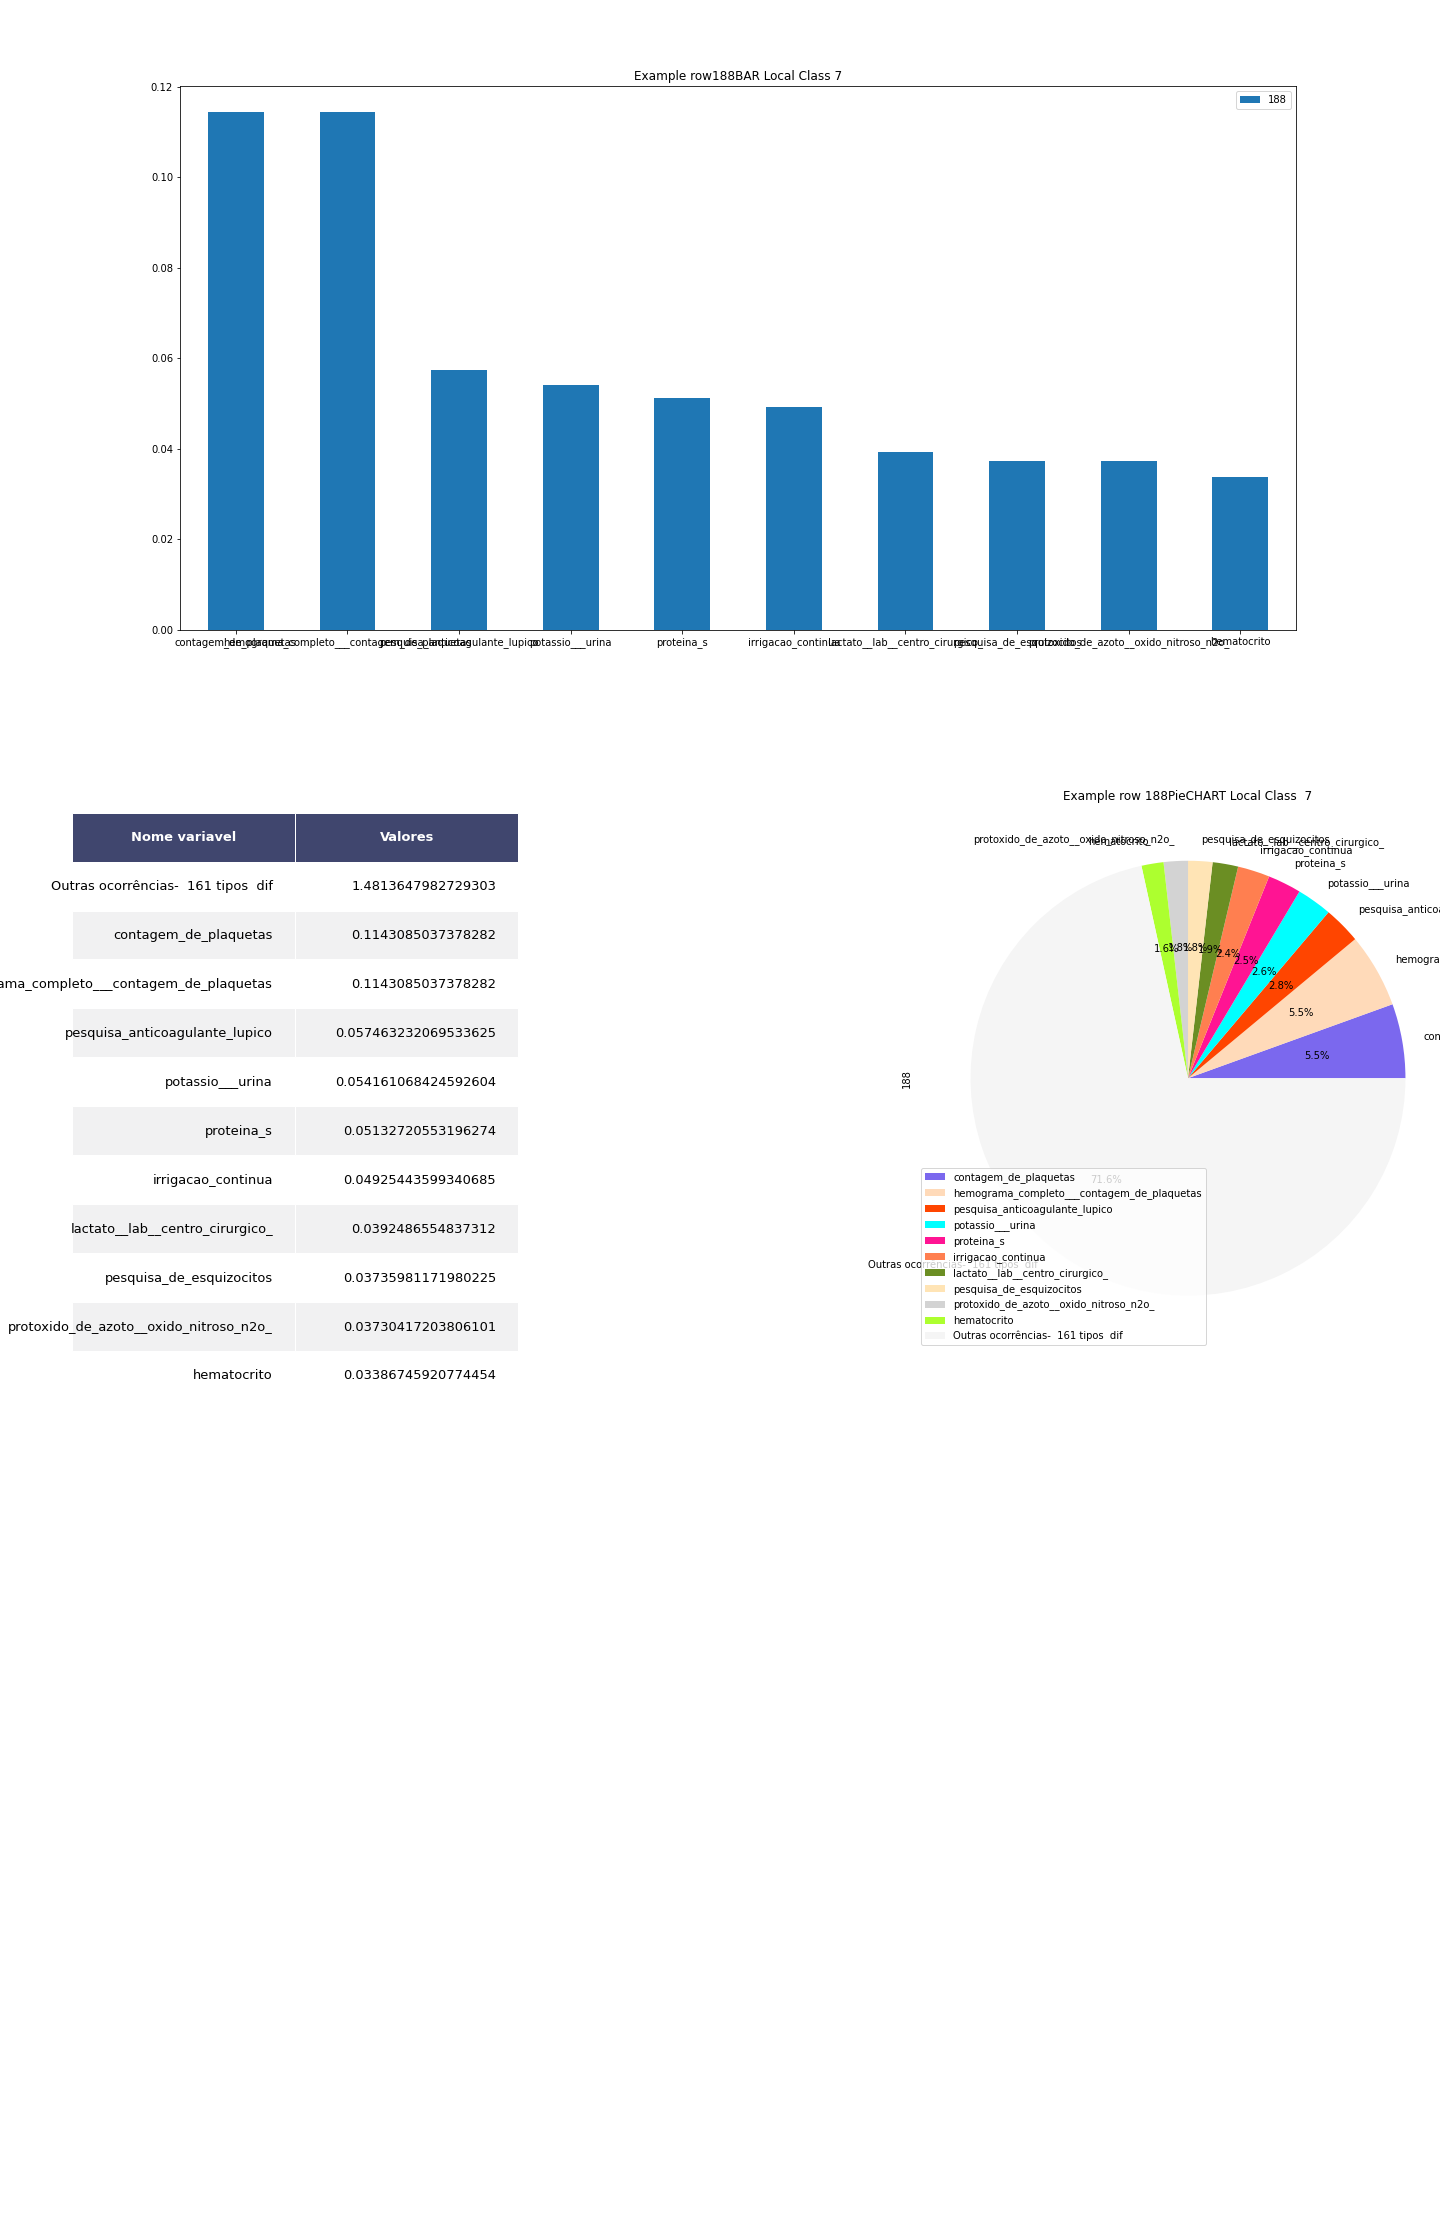 Example row188BAR Local Class 7
188
0.12
0.10
0.08
0.06
0.04
0.02
0.00
contagem_de_plaquetas
hemograma_completo___contagem_de_plaquetas
pesquisa_anticoagulante_lupico
potassio___urina
proteina_s
irrigacao_continua
lactato__lab__centro_cirurgico_
pesquisa_de_esquizocitos
protoxido_de_azoto__oxido_nitroso_n2o_
hematocrito
Nome variavel Valores
Outras ocorrências-  161 tipos  dif 1.4813647982729303
contagem_de_plaquetas 0.1143085037378282
ama_completo___contagem_de_plaquetas 0.1143085037378282
pesquisa_anticoagulante_lupico 0.057463232069533625
potassio___urina 0.054161068424592604
proteina_s 0.05132720553196274
irrigacao_continua 0.04925443599340685
lactato__lab__centro_cirurgico_ 0.0392486554837312
pesquisa_de_esquizocitos 0.03735981171980225
protoxido_de_azoto__oxido_nitroso_n2o_ 0.03730417203806101
hematocrito 0.03386745920774454
Example row 188PieCHART Local Class  7
protoxido_de_azoto__oxido_nitroso_n2o_
hematocrito
pesquisa_de_esquizocitos
lactato__lab__centro_cirurgico_
irrigacao_continua
proteina_s
potassio___urina
pesquisa_anticoa
hemogra
con
1.6%
1.8%
1.8%
1.9%
2.4%
2.5%
2.6%
2.8%
5.5%
5.5%
71.6%
188
Outras ocorrências-  161 tipos  dif
contagem_de_plaquetas
hemograma_completo___contagem_de_plaquetas
pesquisa_anticoagulante_lupico
potassio___urina
proteina_s
irrigacao_continua
lactato__lab__centro_cirurgico_
pesquisa_de_esquizocitos
protoxido_de_azoto__oxido_nitroso_n2o_
hematocrito
Outras ocorrências-  161 tipos  dif